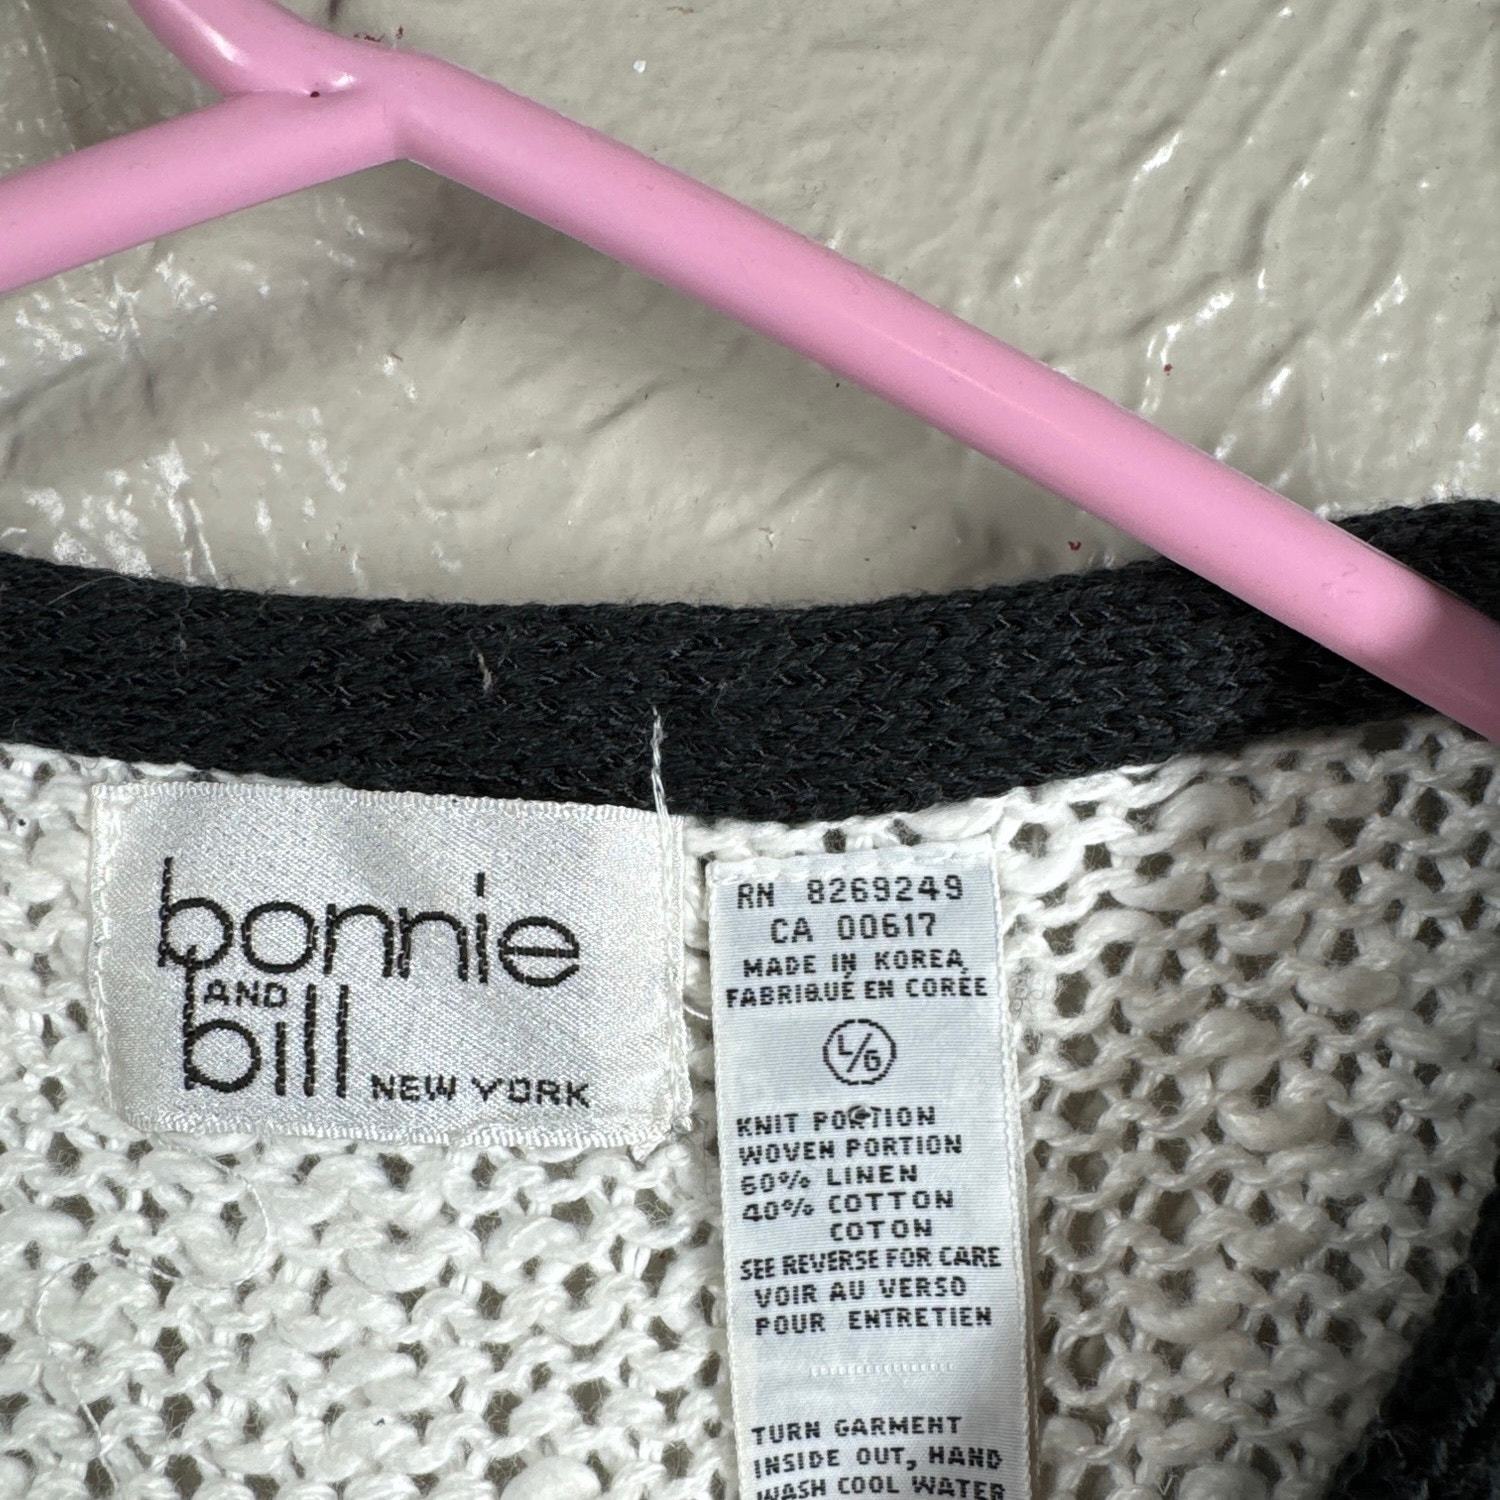 bonnie
AND
bill NEW YORK
RN 8269249
CA 00617
MADE IN KOREA
FABRIQUÉ EN CORÉE
L/G
KNIT PORTION
WOVEN PORTION
60% LINEN
40% COTTON
COTON
SEE REVERSE FOR CARE
VOIR AU VERSO
POUR ENTRETIEN
TURN GARMENT
INSIDE OUT, HAND
WASH COOL WATER